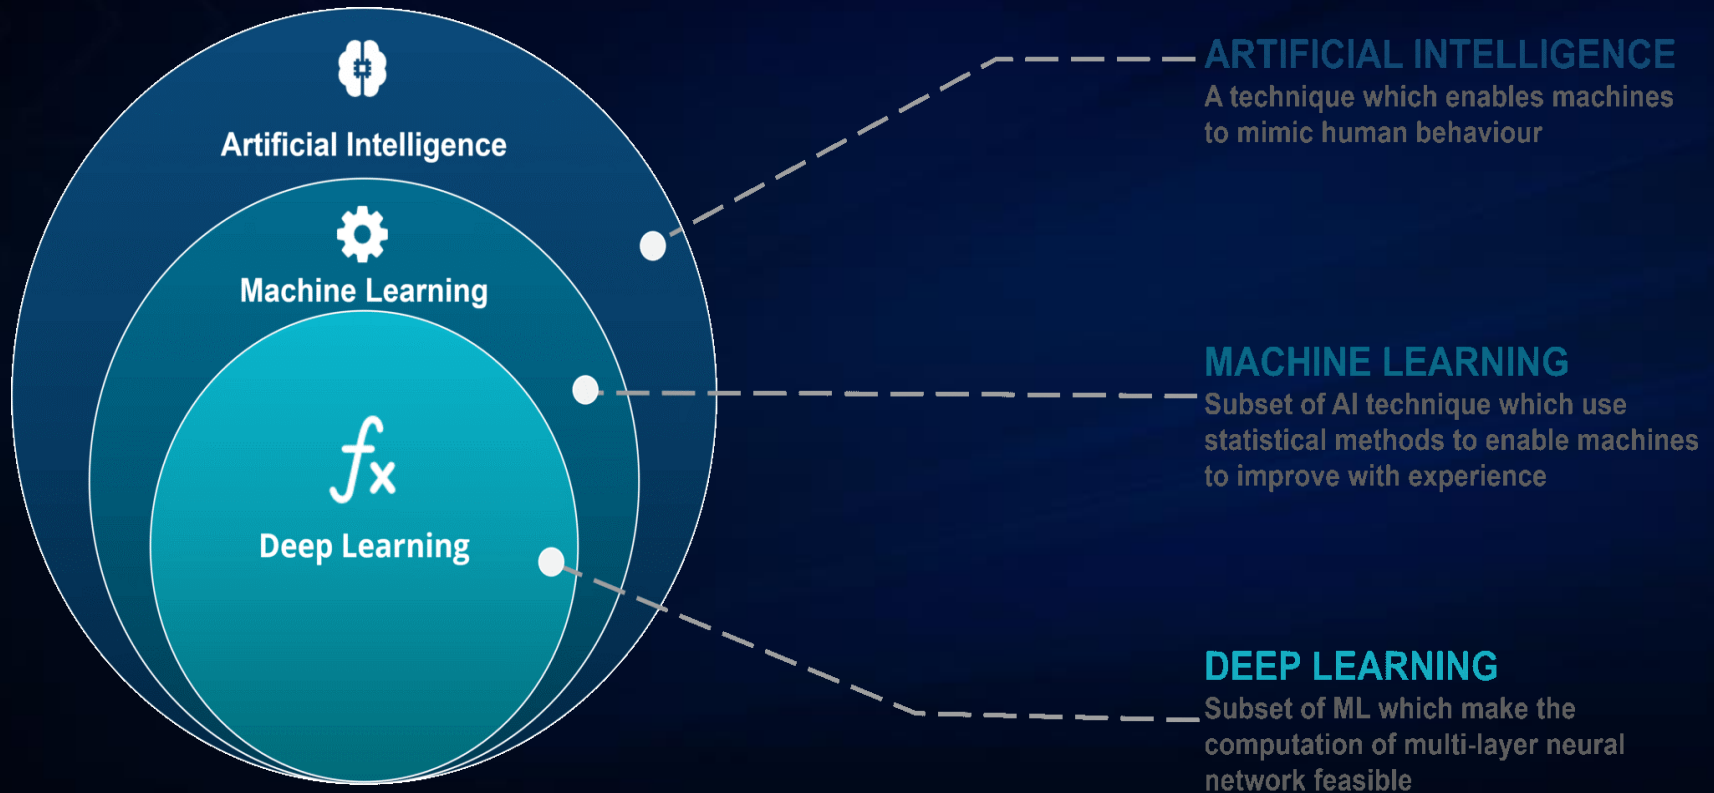 Artificial Intelligence
Machine Learning
fx
Deep Learning
ARTIFICIAL INTELLIGENCE
A technique which enables machines
to mimic human behaviour
MACHINE LEARNING
Subset of AI technique which use
statistical methods to enable machines
to improve with experience
DEEP LEARNING
Subset of ML which make the
computation of multi-layer neural
network feasible